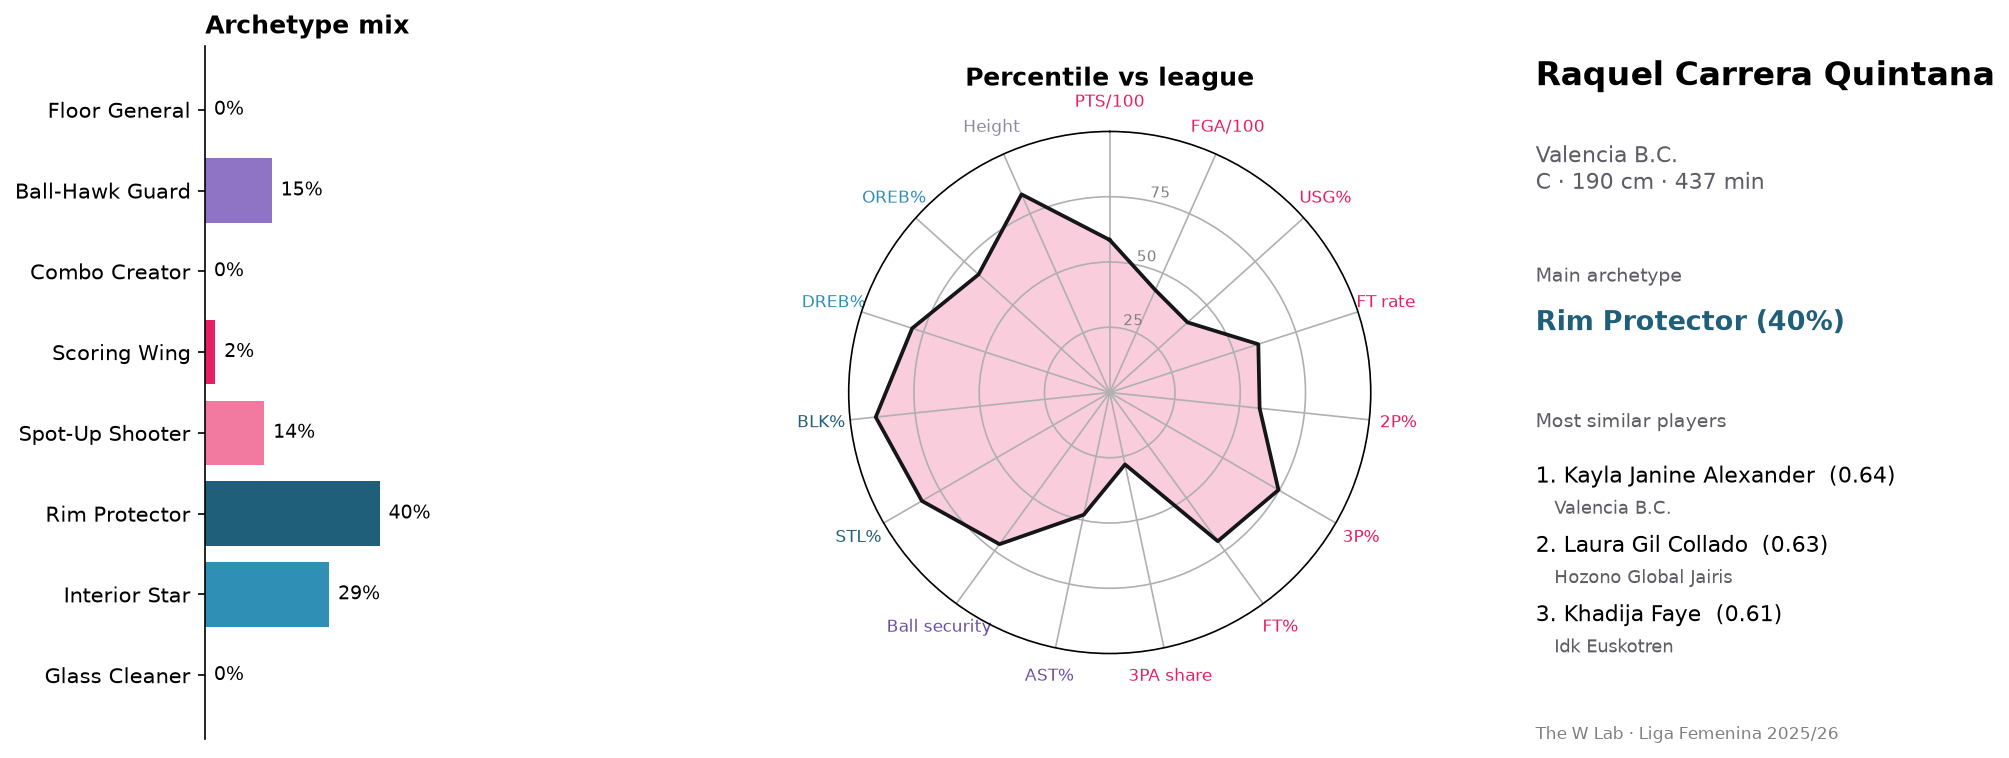 Archetype mix
Floor General
0%
Ball-Hawk Guard
15%
Combo Creator
0%
Scoring Wing
2%
Spot-Up Shooter
14%
Rim Protector
40%
Interior Star
29%
Glass Cleaner
0%
Percentile vs league
PTS/100
FGA/100
USG%
FT rate
2P%
3P%
FT%
3PA share
AST%
Ball security
STL%
BLK%
DREB%
OREB%
Height
75
50
25
Raquel Carrera Quintana
Valencia B.C.
C · 190 cm · 437 min
Main archetype
Rim Protector (40%)
Most similar players
1. Kayla Janine Alexander (0.64)
Valencia B.C.
2. Laura Gil Collado (0.63)
Hozono Global Jairis
3. Khadija Faye (0.61)
Idk Euskotren
The W Lab · Liga Femenina 2025/26